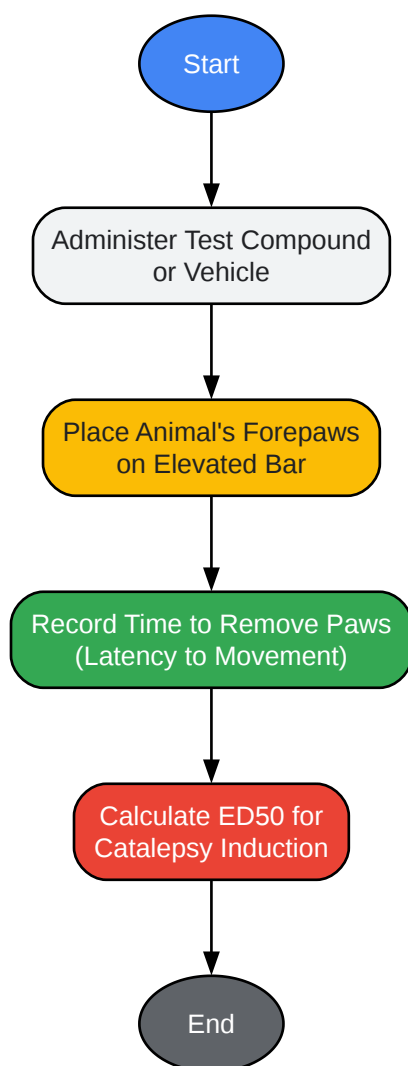 Start
Administer Test Compound
or Vehicle
Place Animal's Forepaws
on Elevated Bar
Record Time to Remove Paws
(Latency to Movement)
Calculate ED50 for
Catalepsy Induction
End